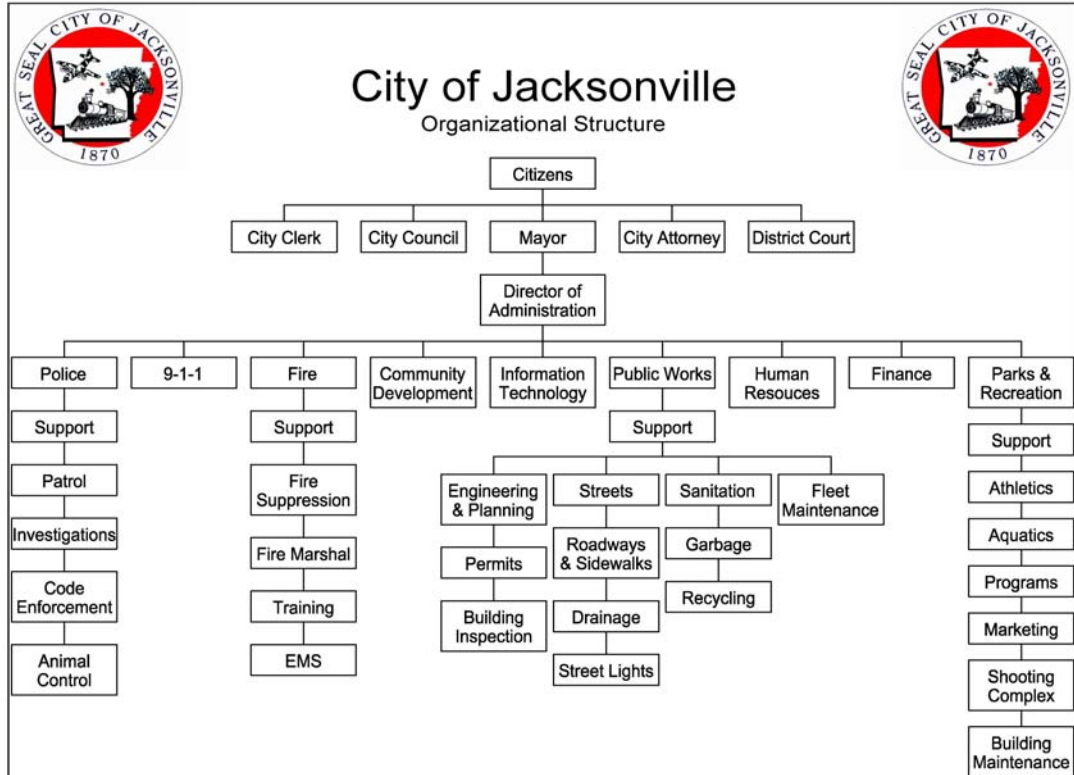 GREAT SEAL CITY OF JACKSONVILLE
1870
GREAT SEAL CITY OF JACKSONVILLE
1870
City of Jacksonville
Organizational Structure
Citizens
City Clerk
City Council
Mayor
City Attorney
District Court
Director of
Administration
Police
9-1-1
Fire
Community
Development
Information
Technology
Public Works
Human
Resouces
Finance
Parks &
Recreation
Support
Patrol
Investigations
Code
Enforcement
Animal
Control
Support
Fire
Suppression
Fire Marshal
Training
EMS
Support
Engineering
& Planning
Permits
Building
Inspection
Streets
Roadways
& Sidewalks
Drainage
Street Lights
Sanitation
Garbage
Recycling
Fleet
Maintenance
Support
Athletics
Aquatics
Programs
Marketing
Shooting
Complex
Building
Maintenance